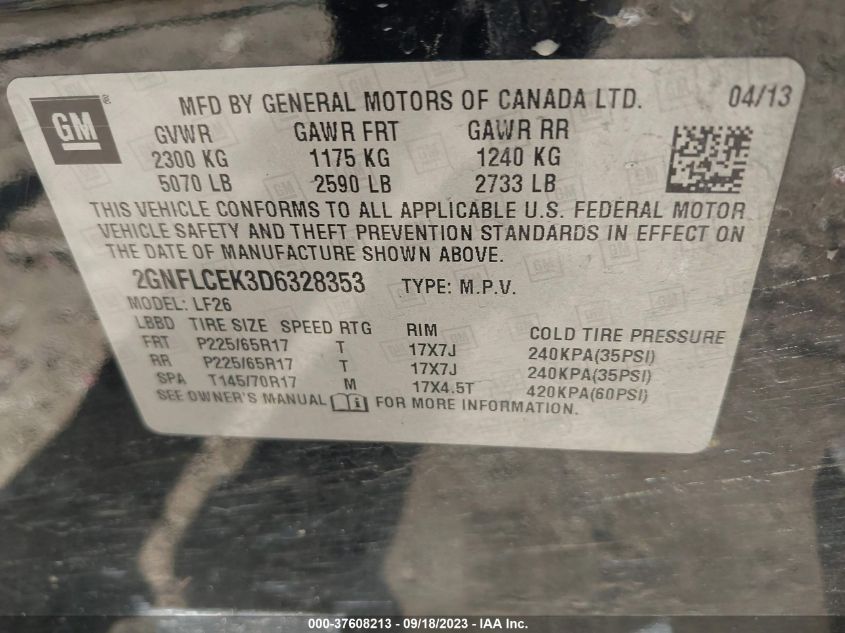 GM ®
MFD BY GENERAL MOTORS OF CANADA LTD. 04/13
GVWR GAWR FRT GAWR RR
2300 KG 1175 KG 1240 KG
5070 LB 2590 LB 2733 LB
THIS VEHICLE CONFORMS TO ALL APPLICABLE U.S. FEDERAL MOTOR
VEHICLE SAFETY AND THEFT PREVENTION STANDARDS IN EFFECT ON
THE DATE OF MANUFACTURE SHOWN ABOVE.
2GNFLCEK3D6328353 TYPE: M.P.V.
MODEL: LF26
LBBD TIRE SIZE SPEED RTG RIM COLD TIRE PRESSURE
FRT P225/65R17 T 17X7J 240KPA(35PSI)
RR P225/65R17 T 17X7J 240KPA(35PSI)
SPA T145/70R17 M 17X4.5T 420KPA(60PSI)
SEE OWNER'S MANUAL i FOR MORE INFORMATION.
000-37608213 - 09/18/2023 - IAA Inc.